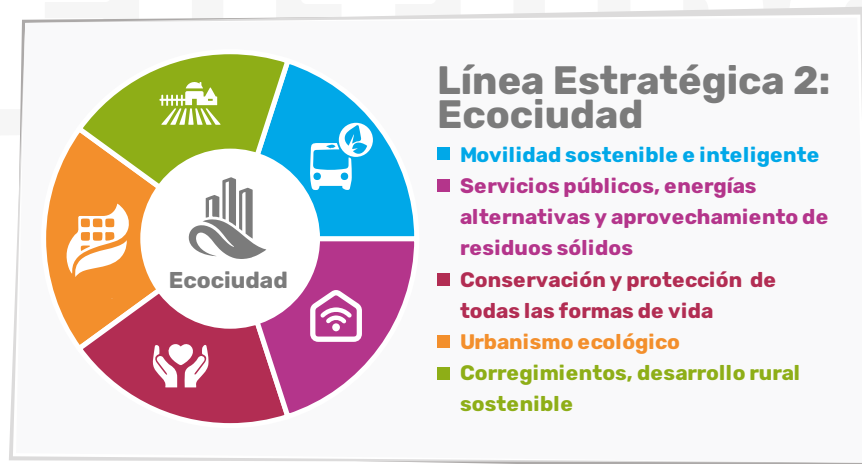 Línea Estratégica 2:
Ecociudad
Movilidad sostenible e inteligente
Servicios públicos, energías
alternativas y aprovechamiento de
residuos sólidos
Conservación y protección de
todas las formas de vida
Urbanismo ecológico
Corregimientos, desarrollo rural
sostenible
Ecociudad